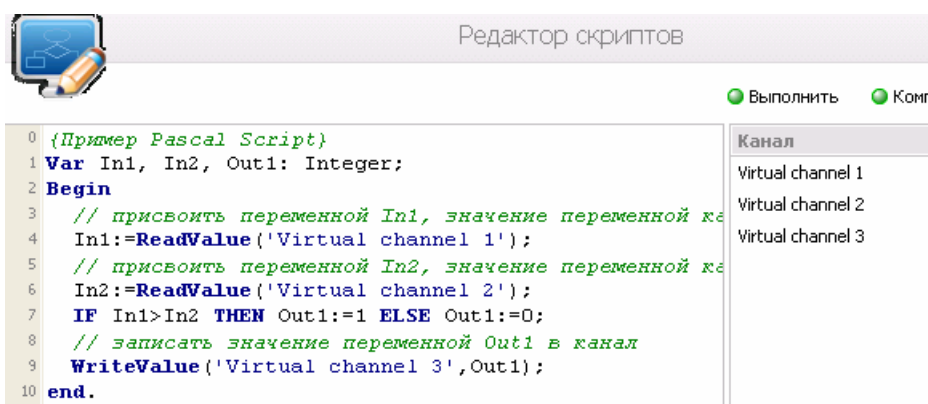 Редактор скриптов
Выполнить Комп
0 {Пример Pascal Script}
1 Var In1, In2, Out1: Integer;
2 Begin
3 // присвоить переменной In1, значение переменной ка
4 In1:=ReadValue('Virtual channel 1');
5 // присвоить переменной In2, значение переменной ка
6 In2:=ReadValue('Virtual channel 2');
7 IF In1>In2 THEN Out1:=1 ELSE Out1:=0;
8 // записать значение переменной Out1 в канал
9 WriteValue('Virtual channel 3',Out1);
10 end.
Канал
Virtual channel 1
Virtual channel 2
Virtual channel 3